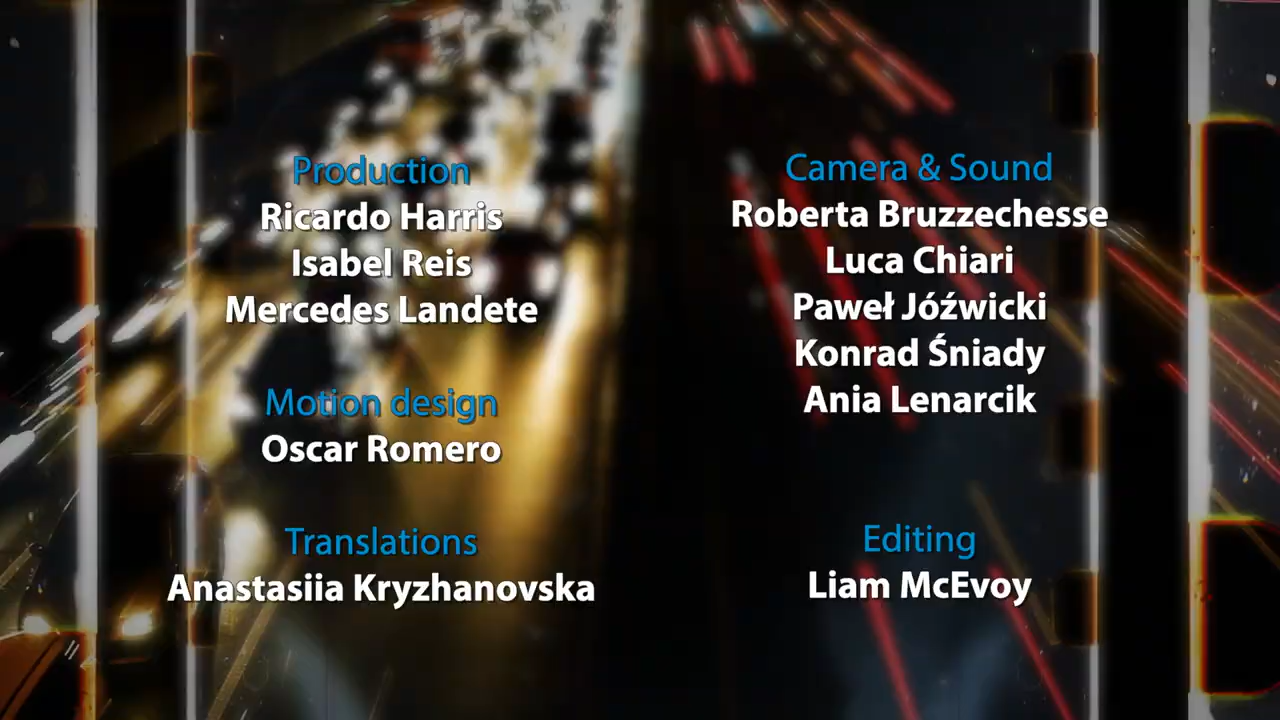 Production
Ricardo Harris
Isabel Reis
Mercedes Landete
Motion design
Oscar Romero
Translations
Anastasiia Kryzhanovska
Camera & Sound
Roberta Bruzzechesse
Luca Chiari
Paweł Jóźwicki
Konrad Śniady
Ania Lenarcik
Editing
Liam McEvoy